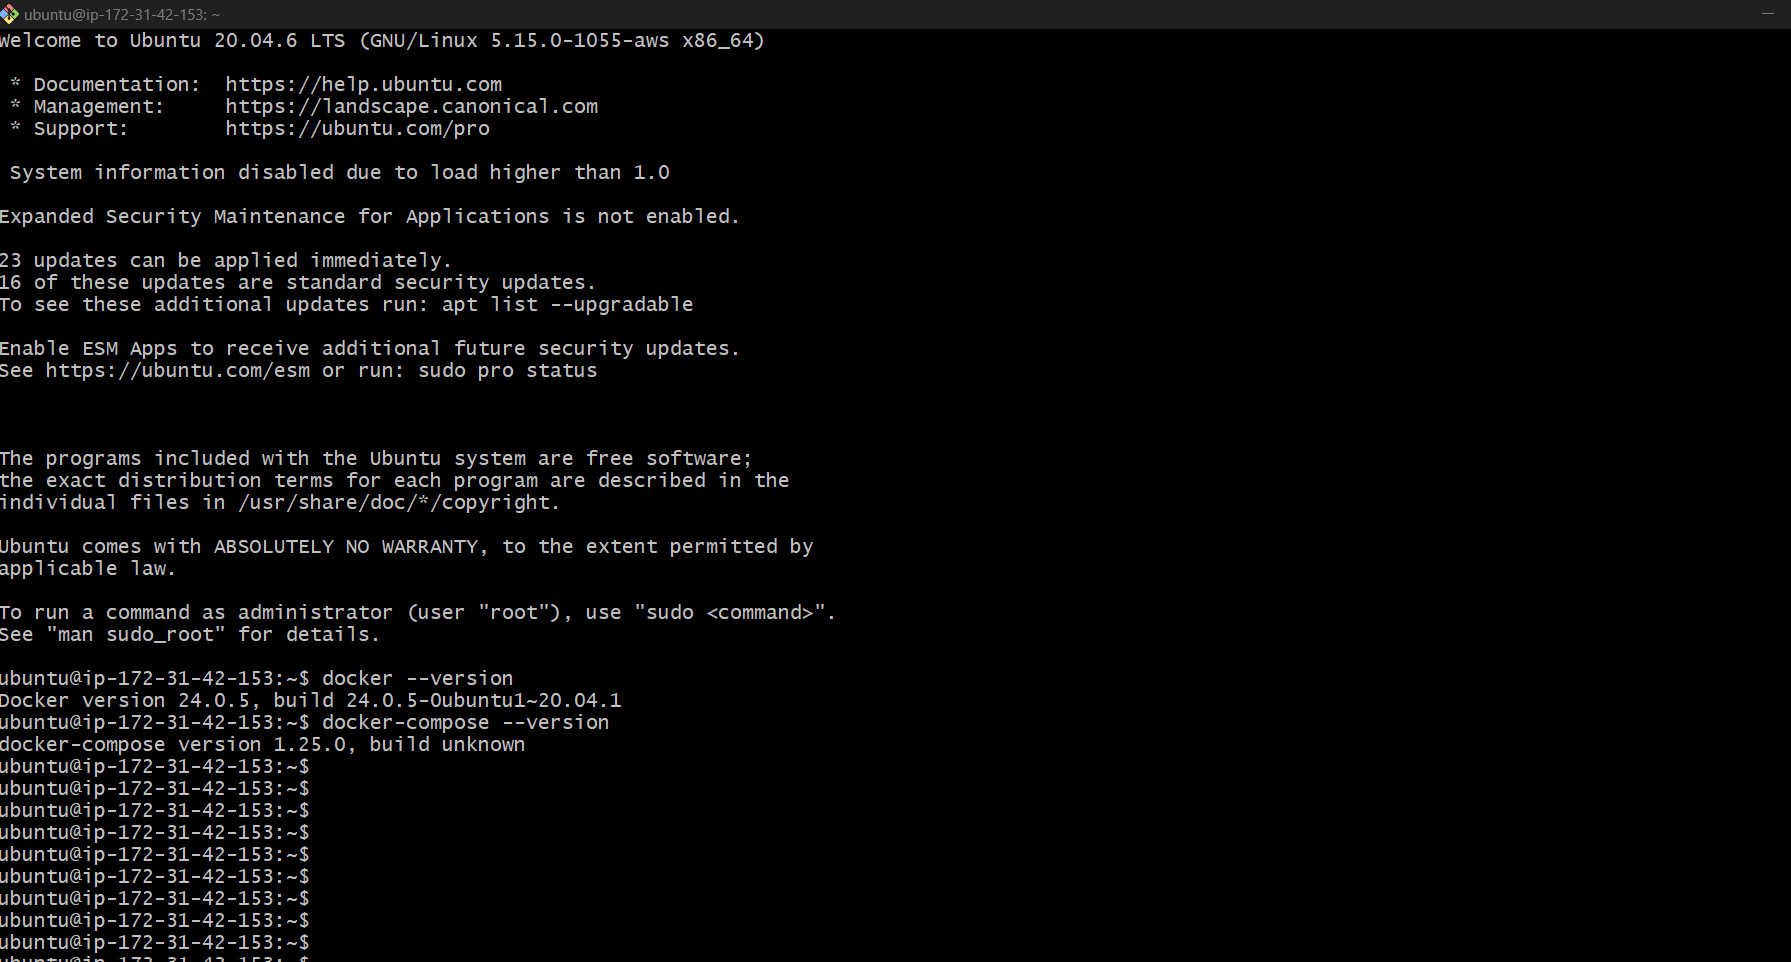 ubuntu@ip-172-31-42-153: ~
Welcome to Ubuntu 20.04.6 LTS (GNU/Linux 5.15.0-1055-aws x86_64)
* Documentation:  https://help.ubuntu.com
* Management:     https://landscape.canonical.com
* Support:        https://ubuntu.com/pro
System information disabled due to load higher than 1.0
Expanded Security Maintenance for Applications is not enabled.
23 updates can be applied immediately.
16 of these updates are standard security updates.
To see these additional updates run: apt list --upgradable
Enable ESM Apps to receive additional future security updates.
See https://ubuntu.com/esm or run: sudo pro status
The programs included with the Ubuntu system are free software;
the exact distribution terms for each program are described in the
individual files in /usr/share/doc/*/copyright.
Ubuntu comes with ABSOLUTELY NO WARRANTY, to the extent permitted by
applicable law.
To run a command as administrator (user "root"), use "sudo <command>".
See "man sudo_root" for details.
ubuntu@ip-172-31-42-153:~$ docker --version
Docker version 24.0.5, build 24.0.5-0ubuntu1~20.04.1
ubuntu@ip-172-31-42-153:~$ docker-compose --version
docker-compose version 1.25.0, build unknown
ubuntu@ip-172-31-42-153:~$
ubuntu@ip-172-31-42-153:~$
ubuntu@ip-172-31-42-153:~$
ubuntu@ip-172-31-42-153:~$
ubuntu@ip-172-31-42-153:~$
ubuntu@ip-172-31-42-153:~$
ubuntu@ip-172-31-42-153:~$
ubuntu@ip-172-31-42-153:~$
ubuntu@ip-172-31-42-153:~$
ubuntu@ip-172-31-42-153:~$